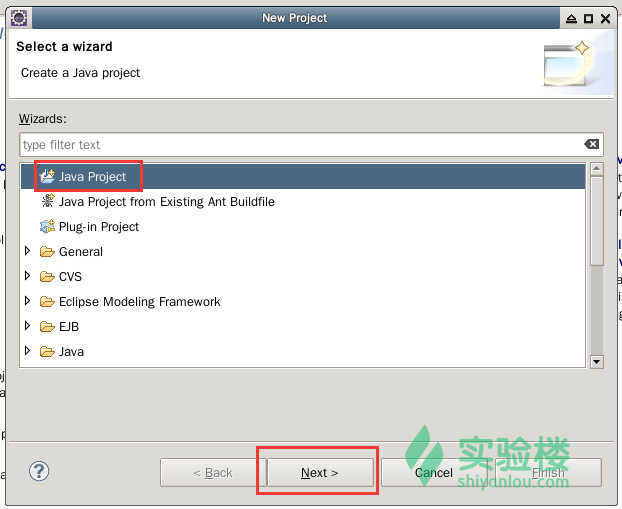 New Project
Select a wizard
Create a Java project
Wizards:
type filter text
Java Project
Java Project from Existing Ant Buildfile
Plug-in Project
General
CVS
Eclipse Modeling Framework
EJB
Java
< Back
Next >
Cancel
Finish
实验楼
shiyanlou.com